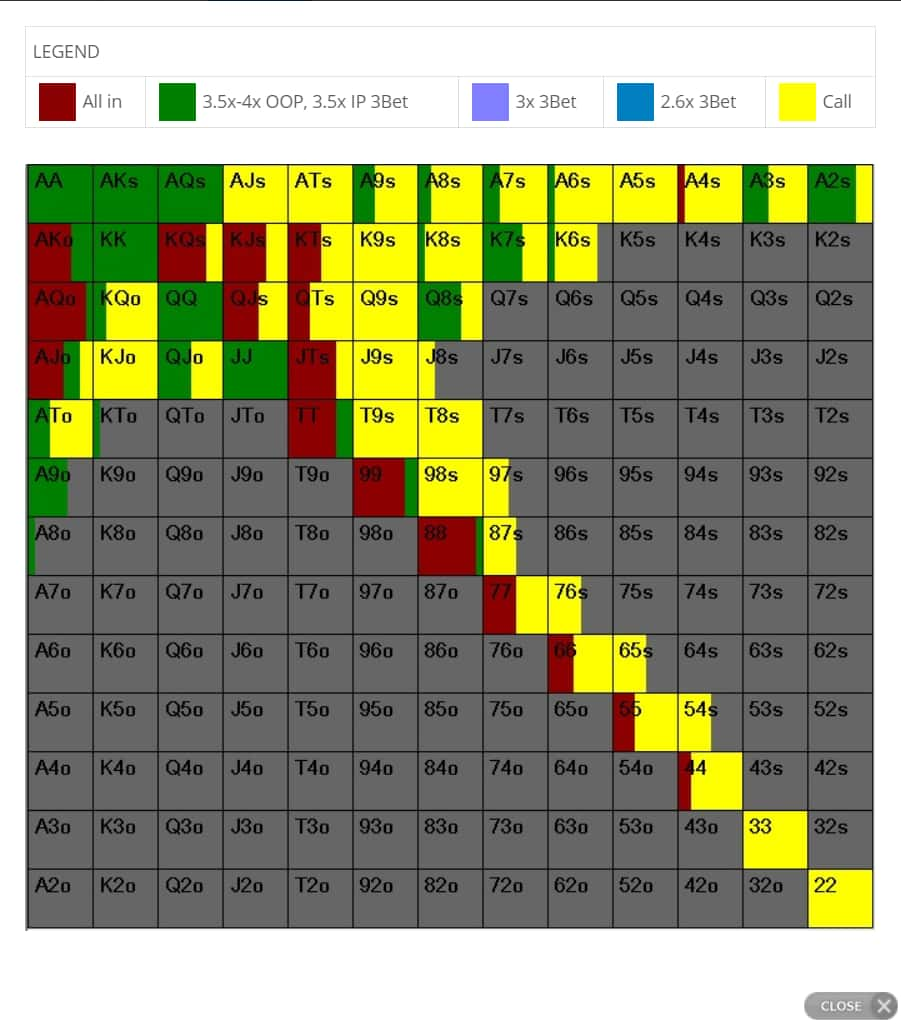 LEGEND
All in 3.5x-4x OOP, 3.5x IP 3Bet 3x 3Bet 2.6x 3Bet Call
AA AKs AQs AJs ATs A9s A8s A7s A6s A5s A4s A3s A2s
AKo KK KQs KJs KTs K9s K8s K7s K6s K5s K4s K3s K2s
AQo KQo QQ QJs QTs Q9s Q8s Q7s Q6s Q5s Q4s Q3s Q2s
AJo KJo QJo JJ JTs J9s J8s J7s J6s J5s J4s J3s J2s
ATo KTo QTo JTo TT T9s T8s T7s T6s T5s T4s T3s T2s
A9o K9o Q9o J9o T9o 99 98s 97s 96s 95s 94s 93s 92s
A8o K8o Q8o J8o T8o 98o 88 87s 86s 85s 84s 83s 82s
A7o K7o Q7o J7o T7o 97o 87o 77 76s 75s 74s 73s 72s
A6o K6o Q6o J6o T6o 96o 86o 76o 66 65s 64s 63s 62s
A5o K5o Q5o J5o T5o 95o 85o 75o 65o 55 54s 53s 52s
A4o K4o Q4o J4o T4o 94o 84o 74o 64o 54o 44 43s 42s
A3o K3o Q3o J3o T3o 93o 83o 73o 63o 53o 43o 33 32s
A2o K2o Q2o J2o T2o 92o 82o 72o 62o 52o 42o 32o 22
CLOSE